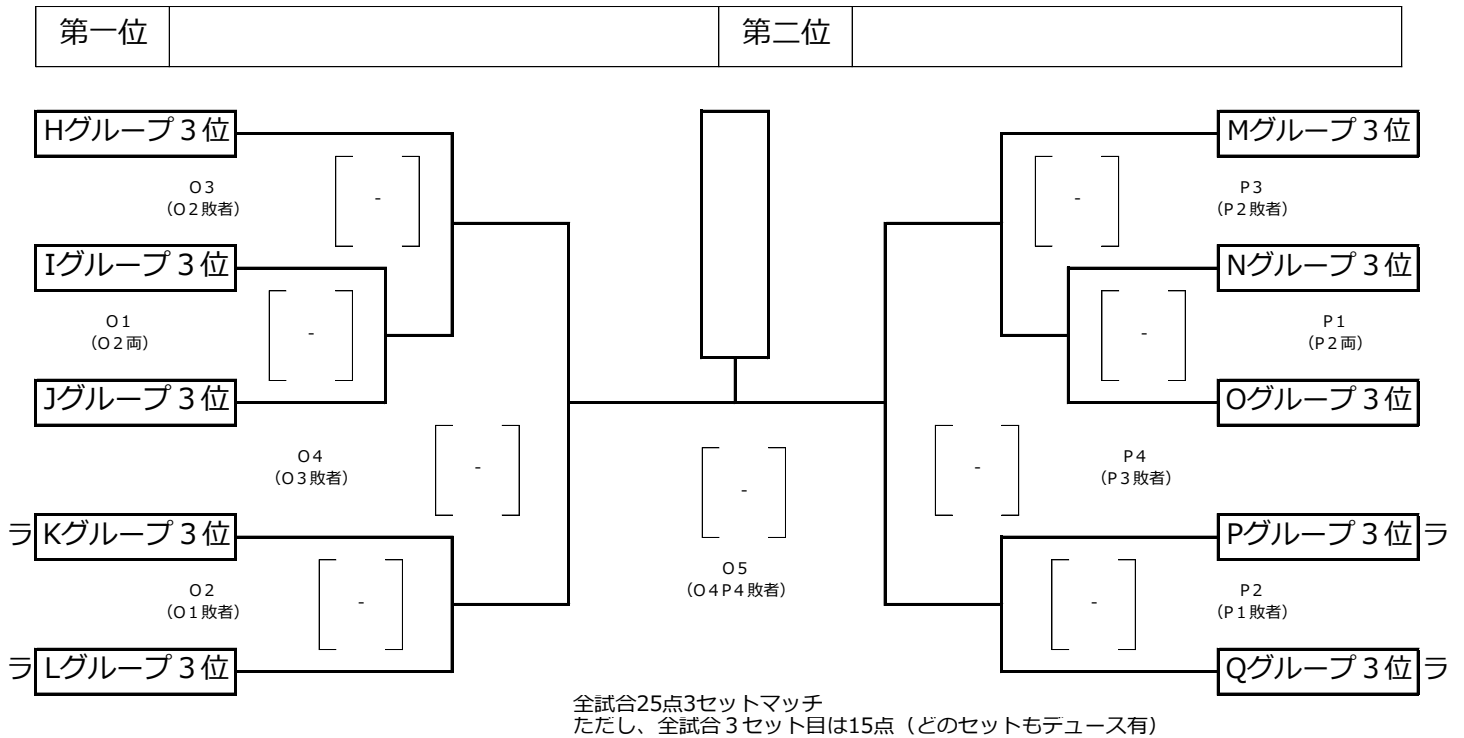 第一位
第二位
Hグループ３位
Mグループ３位
O３
（O２敗者）
-
-
P３
（P２敗者）
Iグループ３位
Nグループ３位
O１
（O２両）
-
-
P１
（P２両）
Jグループ３位
Oグループ３位
O４
（O３敗者）
-
-
-
P４
（P３敗者）
ラ Kグループ３位
Pグループ３位 ラ
O５
（O４P４敗者）
O２
（O１敗者）
-
-
P２
（P１敗者）
ラ Lグループ３位
Qグループ３位 ラ
全試合25点3セットマッチ
ただし、全試合３セット目は15点（どのセットもデュース有）